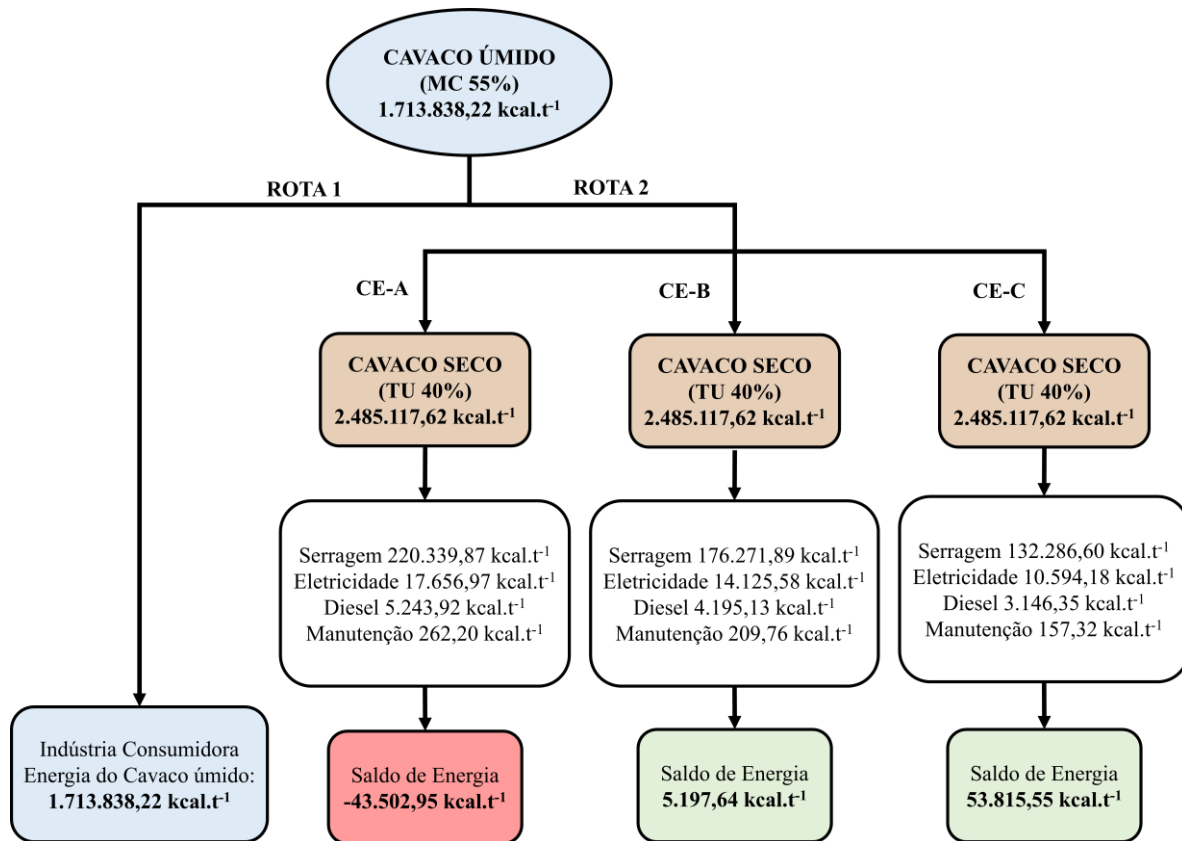 CAVACO ÚMIDO
(MC 55%)
1.713.838,22 kcal.t⁻¹
ROTA 1
ROTA 2
CE-A
CE-B
CE-C
CAVACO SECO
(TU 40%)
2.485.117,62 kcal.t⁻¹
CAVACO SECO
(TU 40%)
2.485.117,62 kcal.t⁻¹
CAVACO SECO
(TU 40%)
2.485.117,62 kcal.t⁻¹
Serragem 220.339,87 kcal.t⁻¹
Eletricidade 17.656,97 kcal.t⁻¹
Diesel 5.243,92 kcal.t⁻¹
Manutenção 262,20 kcal.t⁻¹
Serragem 176.271,89 kcal.t⁻¹
Eletricidade 14.125,58 kcal.t⁻¹
Diesel 4.195,13 kcal.t⁻¹
Manutenção 209,76 kcal.t⁻¹
Serragem 132.286,60 kcal.t⁻¹
Eletricidade 10.594,18 kcal.t⁻¹
Diesel 3.146,35 kcal.t⁻¹
Manutenção 157,32 kcal.t⁻¹
Indústria Consumidora
Energia do Cavaco úmido:
1.713.838,22 kcal.t⁻¹
Saldo de Energia
-43.502,95 kcal.t⁻¹
Saldo de Energia
5.197,64 kcal.t⁻¹
Saldo de Energia
53.815,55 kcal.t⁻¹